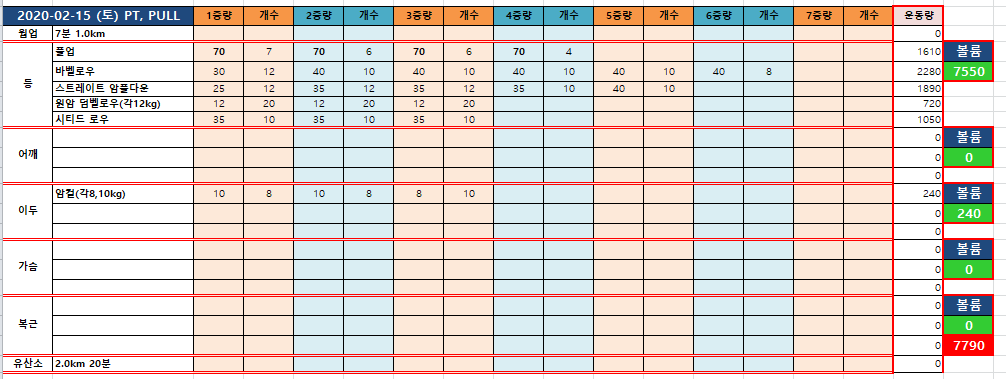 2020-02-15 (토) PT, PULL 1중량 개수 2중량 개수 3중량 개수 4중량 개수 5중량 개수 6중량 개수 7중량 개수 운동량
웜업 7분 1.0km 0
등 풀업 70 7 70 6 70 6 70 4 1610 볼륨
바벨로우 30 12 40 10 40 10 40 10 40 10 40 8 2280 7550
스트레이트 암풀다운 25 12 35 12 35 12 35 10 40 10 1890
원암 덤벨로우(각12kg) 12 20 12 20 12 20 720
시티드 로우 35 10 35 10 35 10 1050
어깨 0 볼륨
0 0
0
이두 암컬(각8,10kg) 10 8 10 8 8 10 240 볼륨
0 240
0
가슴 0 볼륨
0 0
0
복근 0 볼륨
0 0
0 7790
유산소 2.0km 20분 0